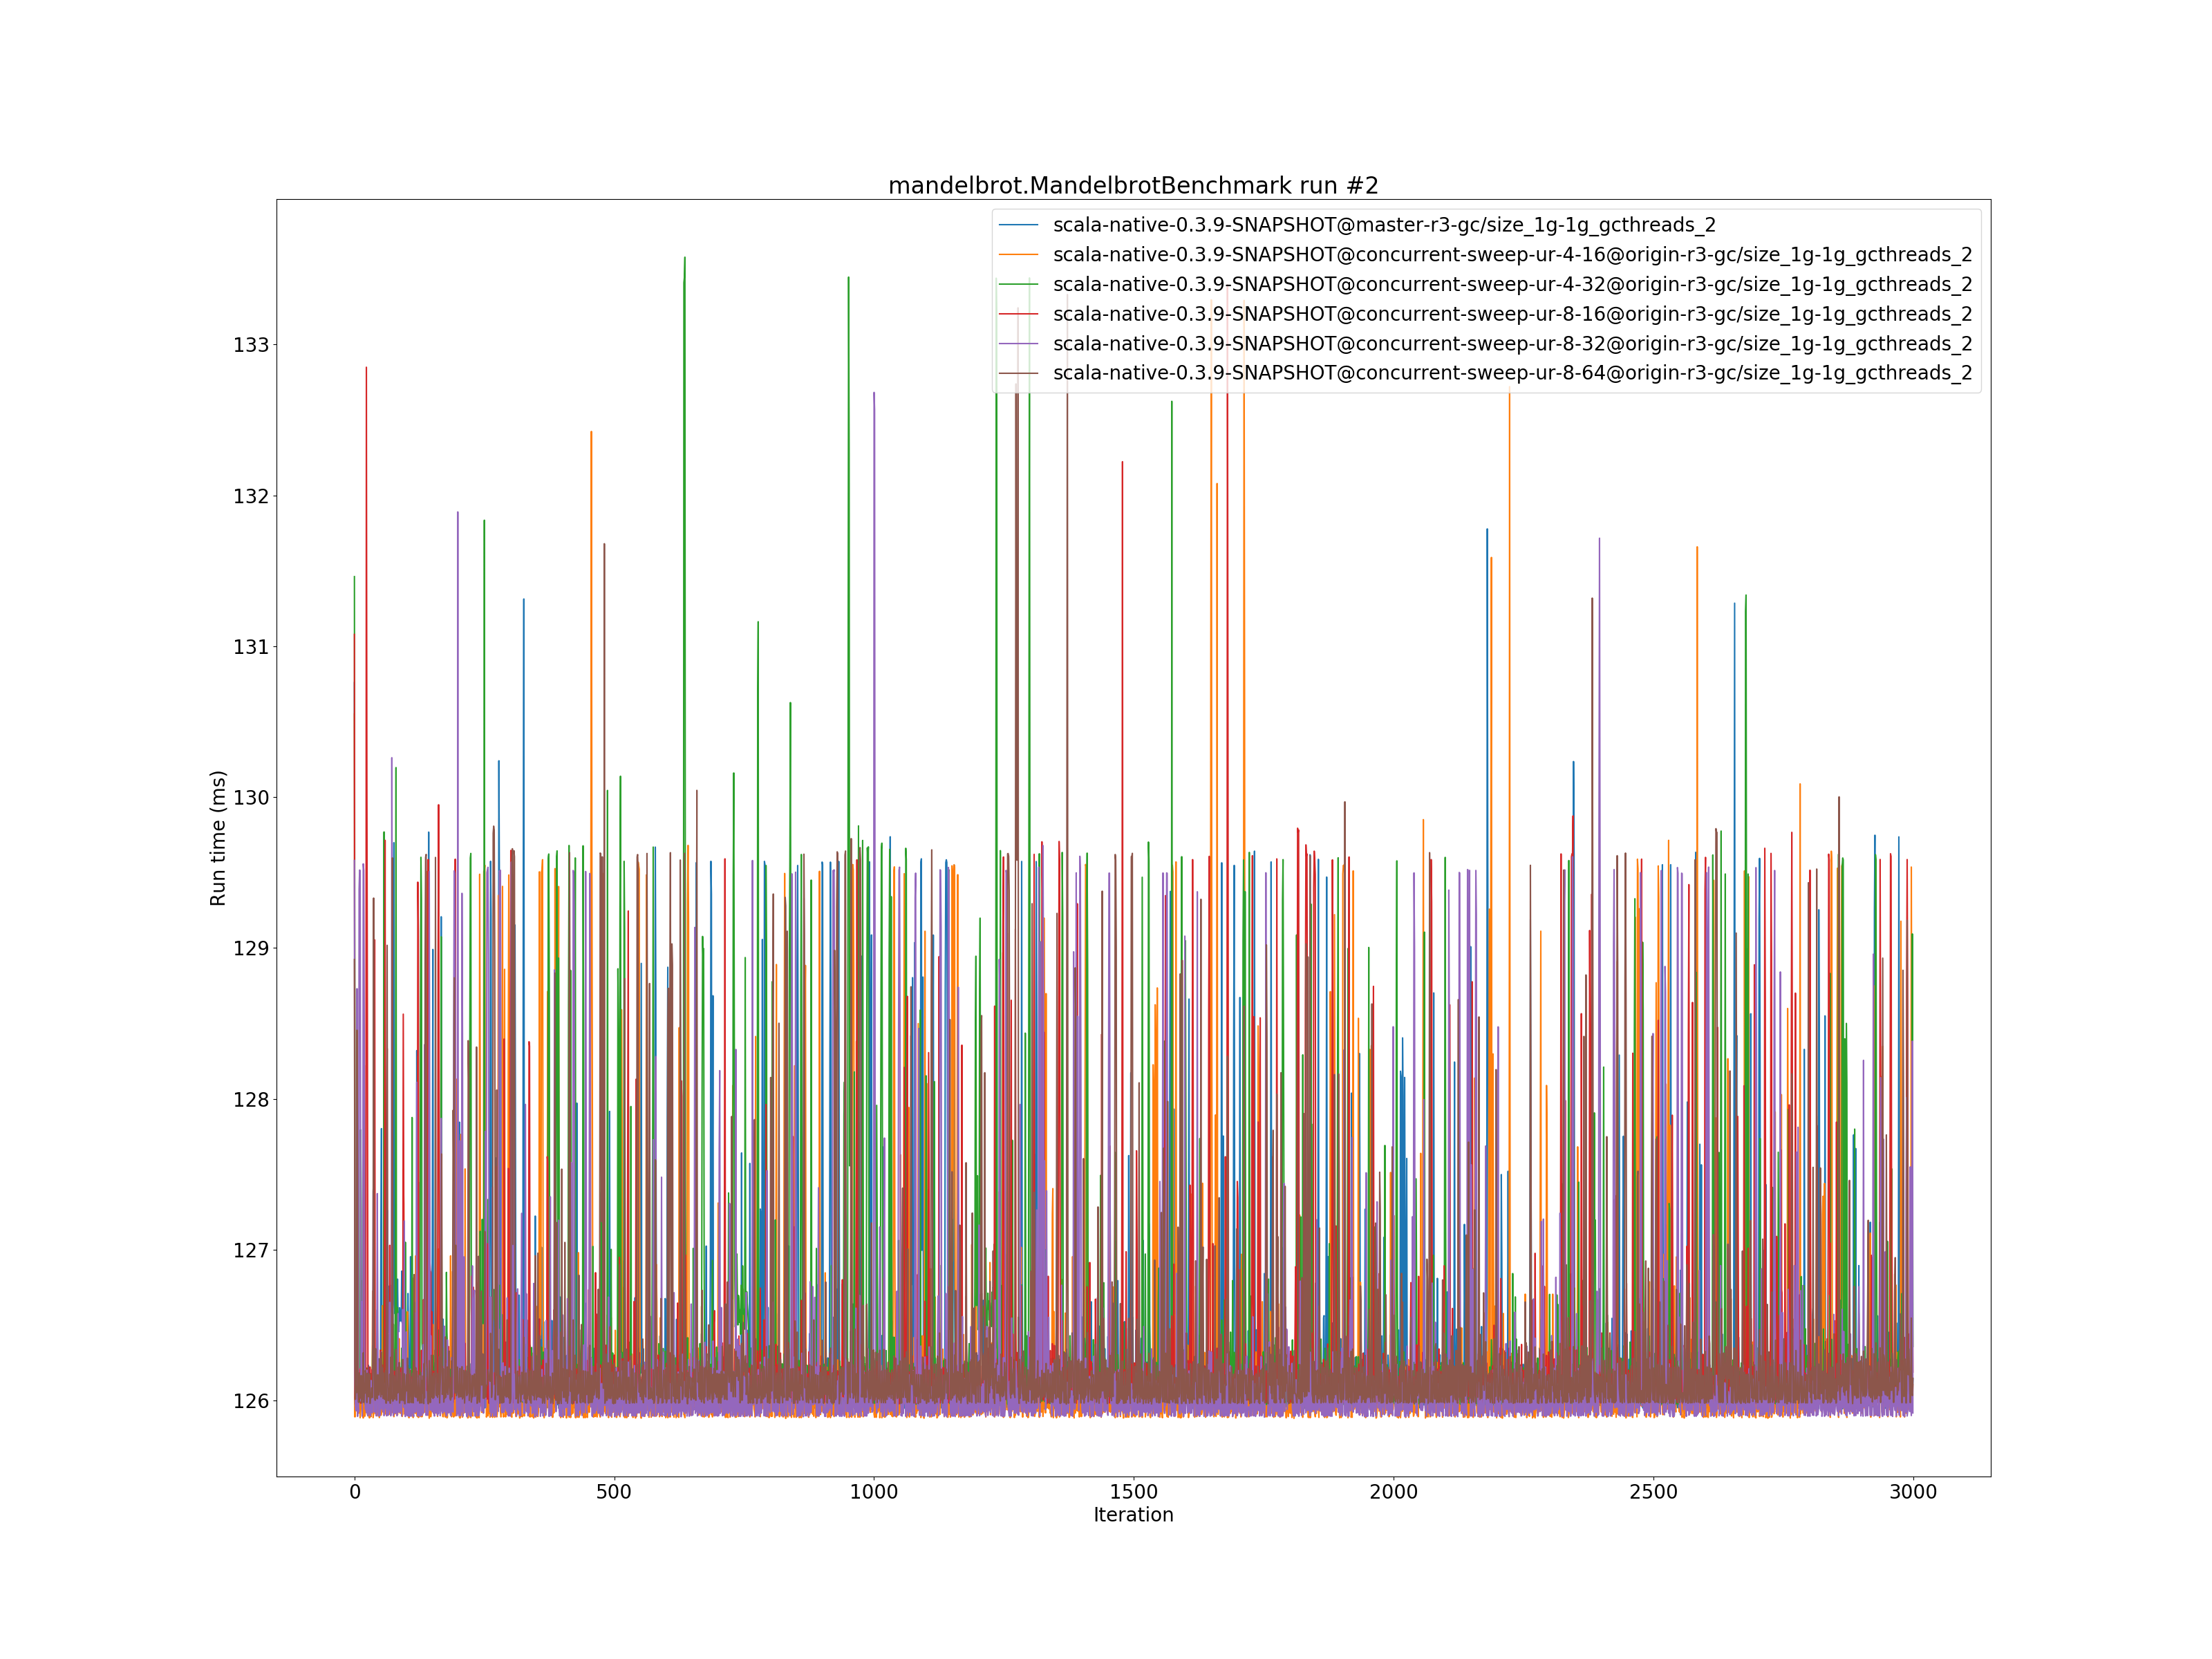 mandelbrot.MandelbrotBenchmark run #2
scala-native-0.3.9-SNAPSHOT@master-r3-gc/size_1g-1g_gcthreads_2
scala-native-0.3.9-SNAPSHOT@concurrent-sweep-ur-4-16@origin-r3-gc/size_1g-1g_gcthreads_2
scala-native-0.3.9-SNAPSHOT@concurrent-sweep-ur-4-32@origin-r3-gc/size_1g-1g_gcthreads_2
scala-native-0.3.9-SNAPSHOT@concurrent-sweep-ur-8-16@origin-r3-gc/size_1g-1g_gcthreads_2
scala-native-0.3.9-SNAPSHOT@concurrent-sweep-ur-8-32@origin-r3-gc/size_1g-1g_gcthreads_2
scala-native-0.3.9-SNAPSHOT@concurrent-sweep-ur-8-64@origin-r3-gc/size_1g-1g_gcthreads_2
133
132
131
130
129
128
127
126
Run time (ms)
0 500 1000 1500 2000 2500 3000
Iteration